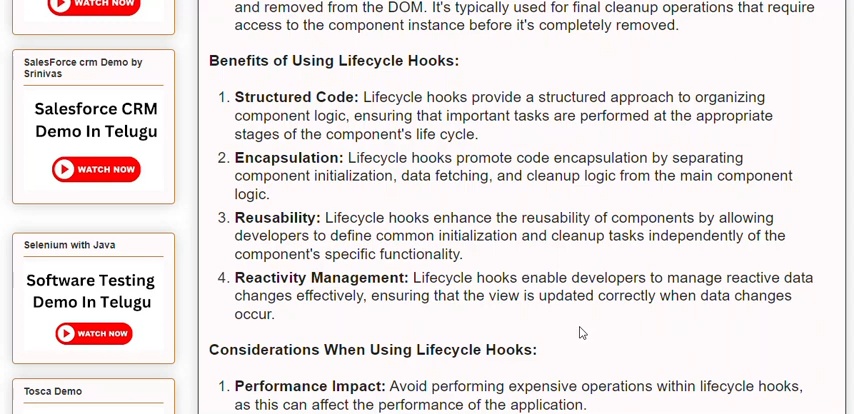 WATCH NOW
SalesForce crm Demo by
Srinivas
Salesforce CRM
Demo In Telugu
WATCH NOW
Selenium with Java
Software Testing
Demo In Telugu
WATCH NOW
Tosca Demo
and removed from the DOM. It's typically used for final cleanup operations that require
access to the component instance before it's completely removed.
Benefits of Using Lifecycle Hooks:
1. Structured Code: Lifecycle hooks provide a structured approach to organizing
component logic, ensuring that important tasks are performed at the appropriate
stages of the component's life cycle.
2. Encapsulation: Lifecycle hooks promote code encapsulation by separating
component initialization, data fetching, and cleanup logic from the main component
logic.
3. Reusability: Lifecycle hooks enhance the reusability of components by allowing
developers to define common initialization and cleanup tasks independently of the
component's specific functionality.
4. Reactivity Management: Lifecycle hooks enable developers to manage reactive data
changes effectively, ensuring that the view is updated correctly when data changes
occur.
Considerations When Using Lifecycle Hooks:
1. Performance Impact: Avoid performing expensive operations within lifecycle hooks,
as this can affect the performance of the application.